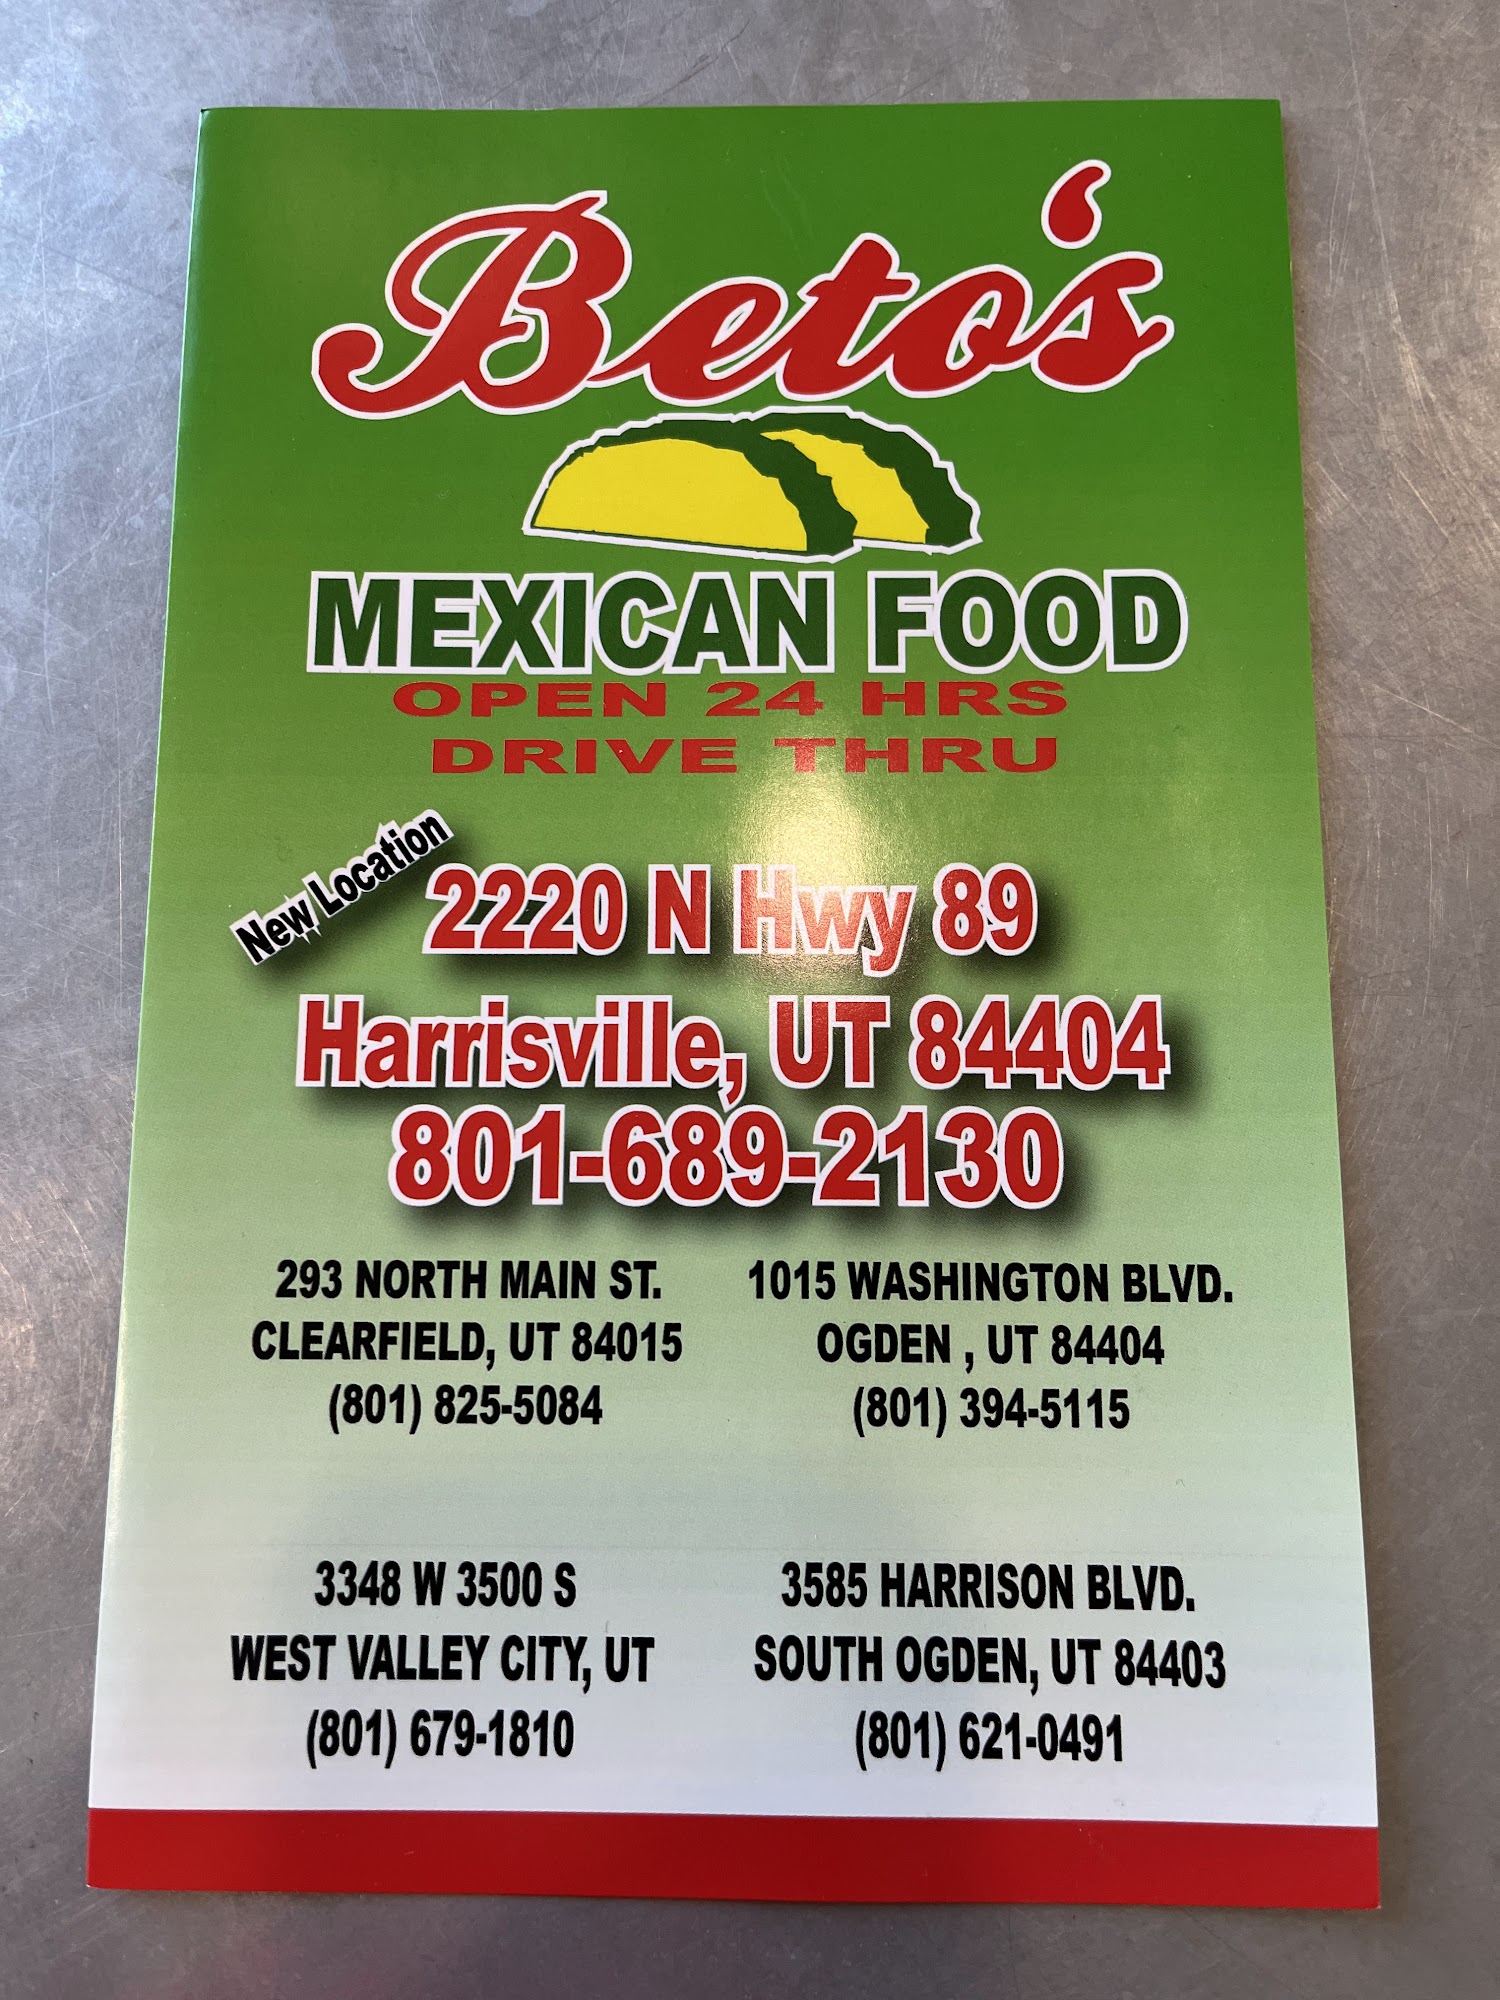 Beto's
MEXICAN FOOD
OPEN 24 HRS
DRIVE THRU
New Location
2220 N Hwy 89
Harrisville, UT 84404
801-689-2130
293 NORTH MAIN ST.
CLEARFIELD, UT 84015
(801) 825-5084
1015 WASHINGTON BLVD.
OGDEN , UT 84404
(801) 394-5115
3348 W 3500 S
WEST VALLEY CITY, UT
(801) 679-1810
3585 HARRISON BLVD.
SOUTH OGDEN, UT 84403
(801) 621-0491